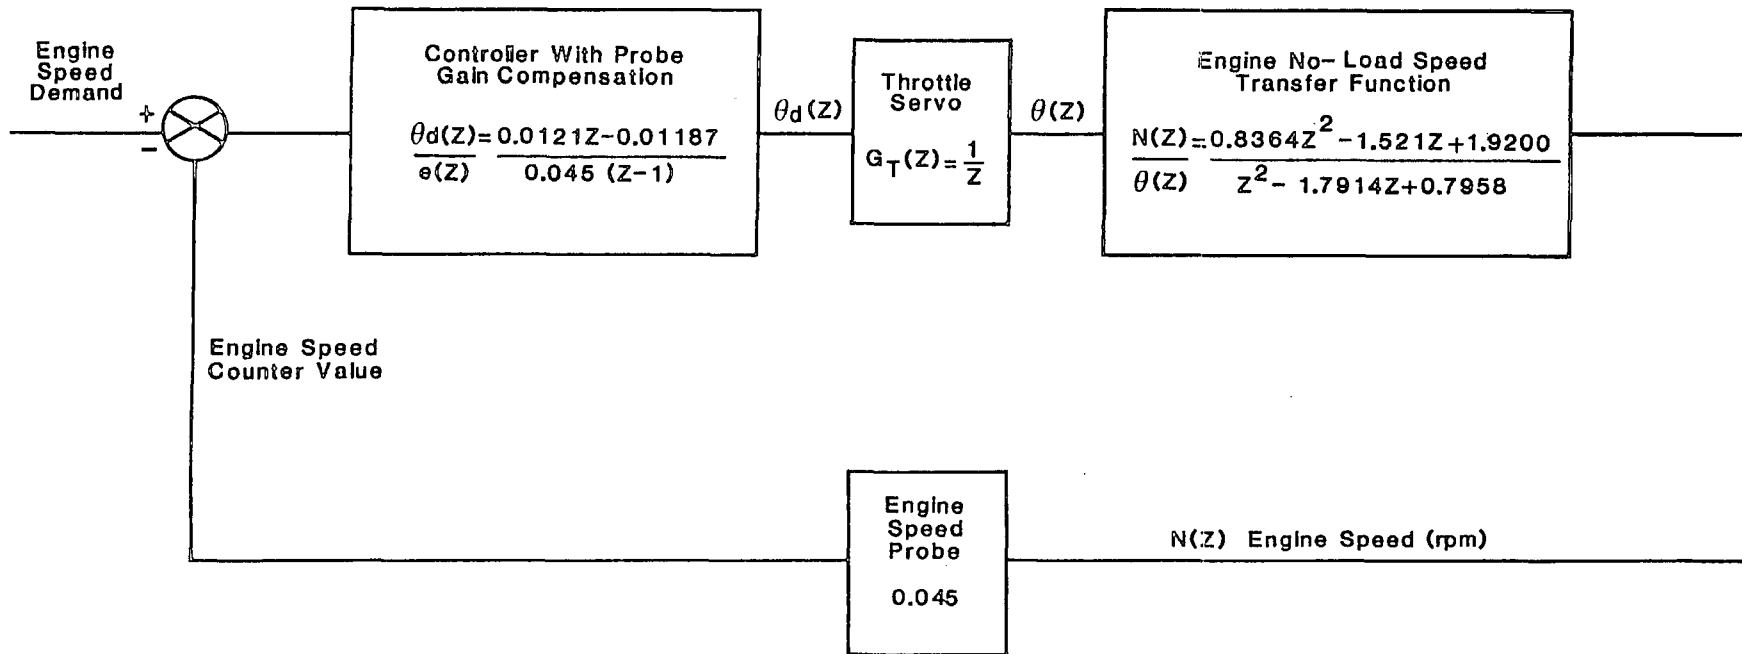 Engine
Speed
Demand
+
−
Controller With Probe
Gain Compensation
θd(Z)=0.0121Z−0.01187
e(Z) 0.045 (Z−1)
θd(Z)
Throttle
Servo
G_T(Z)=1
Z
θ(Z)
Engine No- Load Speed
Transfer Function
N(Z)=0.8364Z²−1.521Z+1.9200
θ(Z) Z²− 1.7914Z+0.7958
Engine Speed
Counter Value
Engine
Speed
Probe
0.045
N(Z) Engine Speed (rpm)